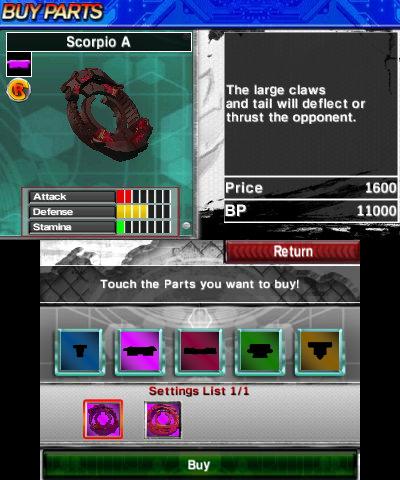 BUY PARTS
Scorpio A
R
The large claws
and tail will deflect or
thrust the opponent.
Attack
Defense
Stamina
Price 1600
BP 11000
Return
Touch the Parts you want to buy!
Settings List 1/1
Buy